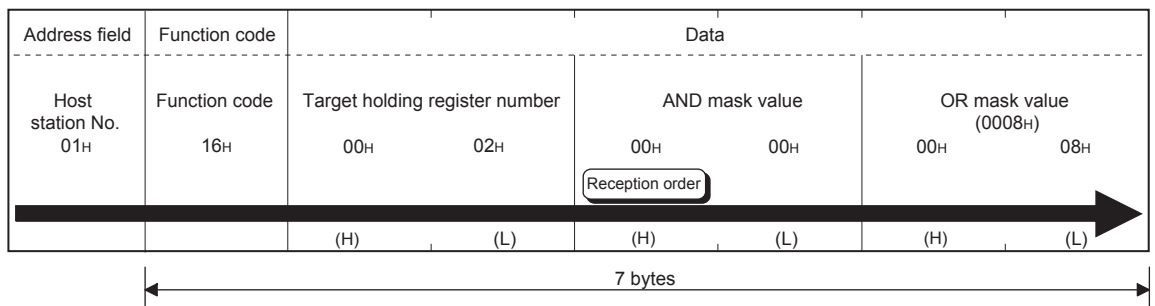 Address field Function code Data
Host station No. 01H
Function code 16H
Target holding register number
00H 02H
AND mask value
00H 00H
OR mask value
(0008H)
00H 08H
Reception order
(H) (L) (H) (L) (H) (L)
7 bytes